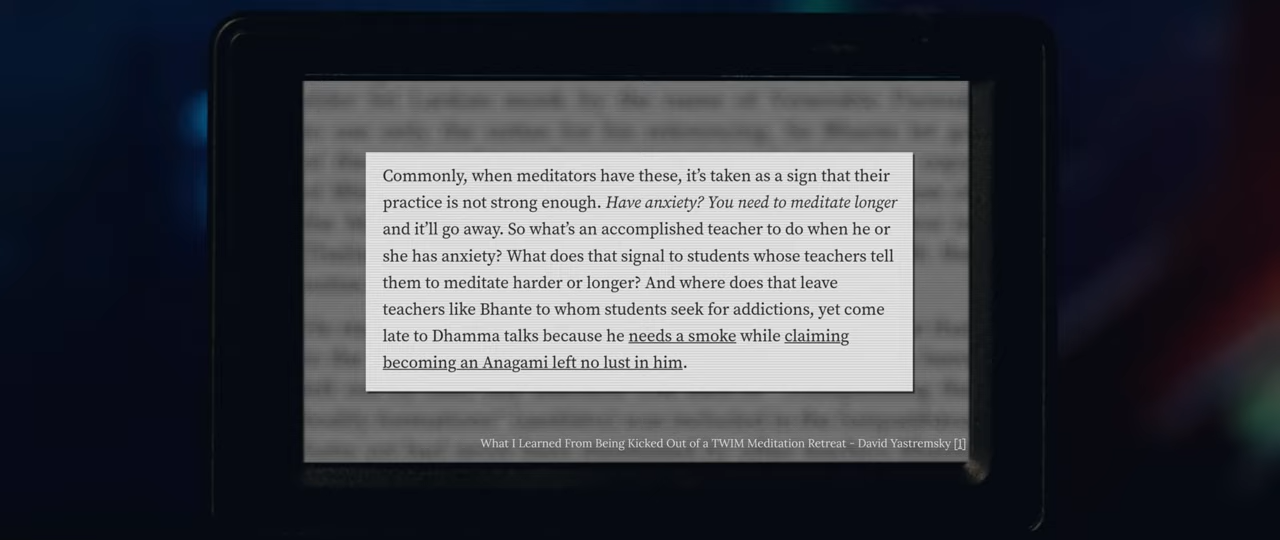 Commonly, when meditators have these, it’s taken as a sign that their
practice is not strong enough. Have anxiety? You need to meditate longer
and it’ll go away. So what’s an accomplished teacher to do when he or
she has anxiety? What does that signal to students whose teachers tell
them to meditate harder or longer? And where does that leave
teachers like Bhante to whom students seek for addictions, yet come
late to Dhamma talks because he needs a smoke while claiming
becoming an Anagami left no lust in him.
What I Learned From Being Kicked Out of a TWIM Meditation Retreat - David Yastremsky [1]